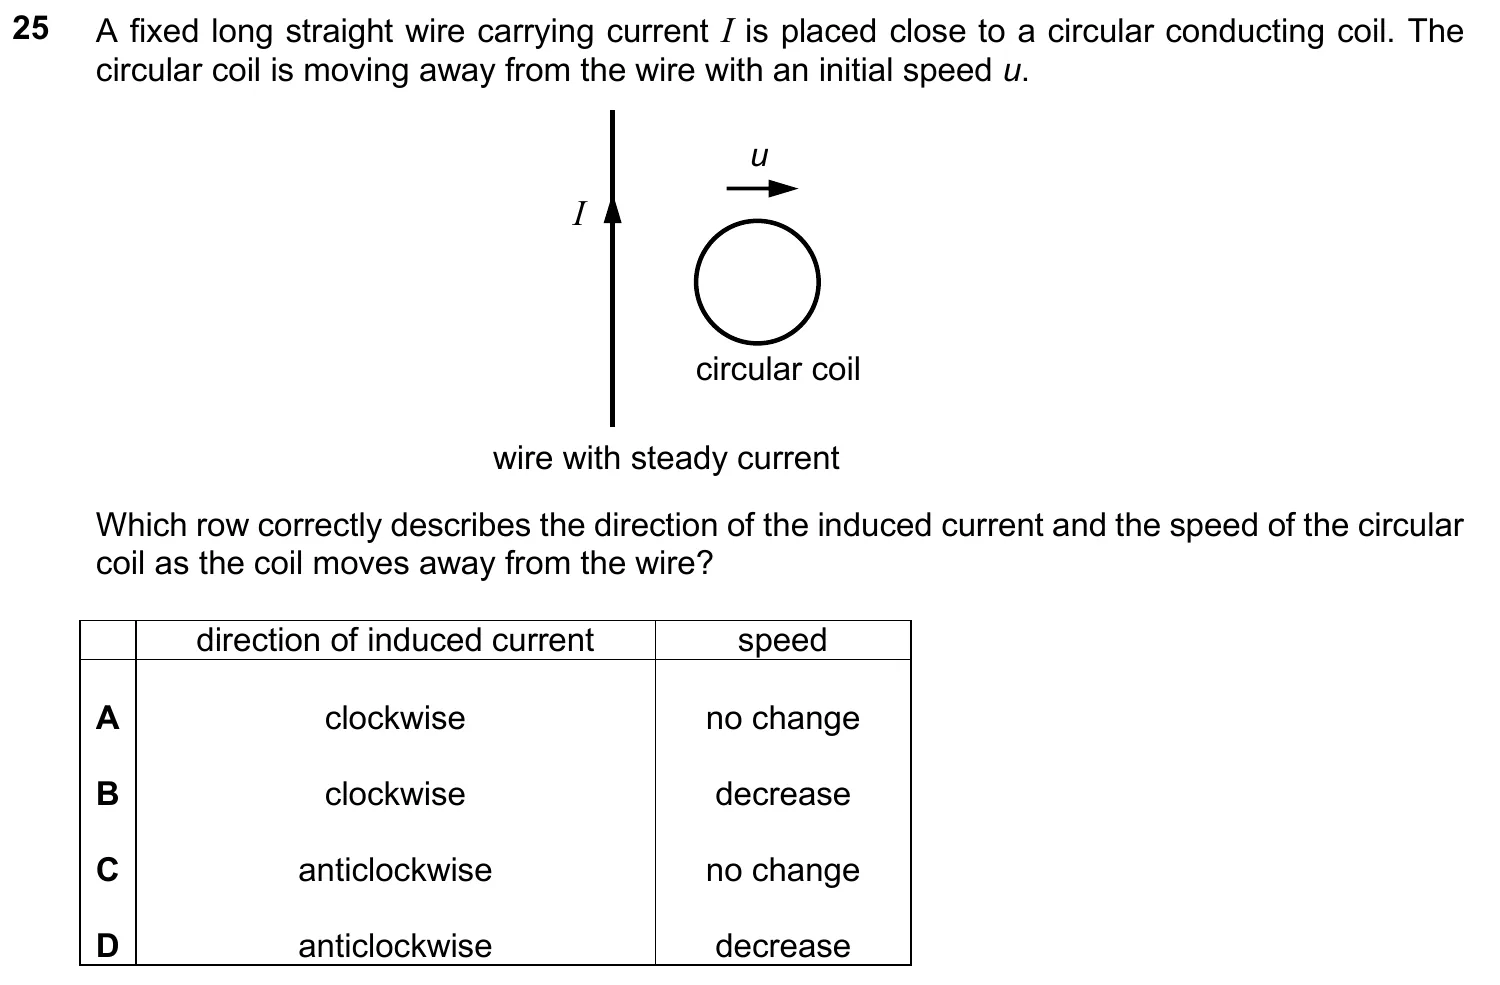 25 A fixed long straight wire carrying current I is placed close to a circular conducting coil. The
circular coil is moving away from the wire with an initial speed u.
u
I
circular coil
wire with steady current
Which row correctly describes the direction of the induced current and the speed of the circular
coil as the coil moves away from the wire?
direction of induced current speed
A clockwise no change
B clockwise decrease
C anticlockwise no change
D anticlockwise decrease